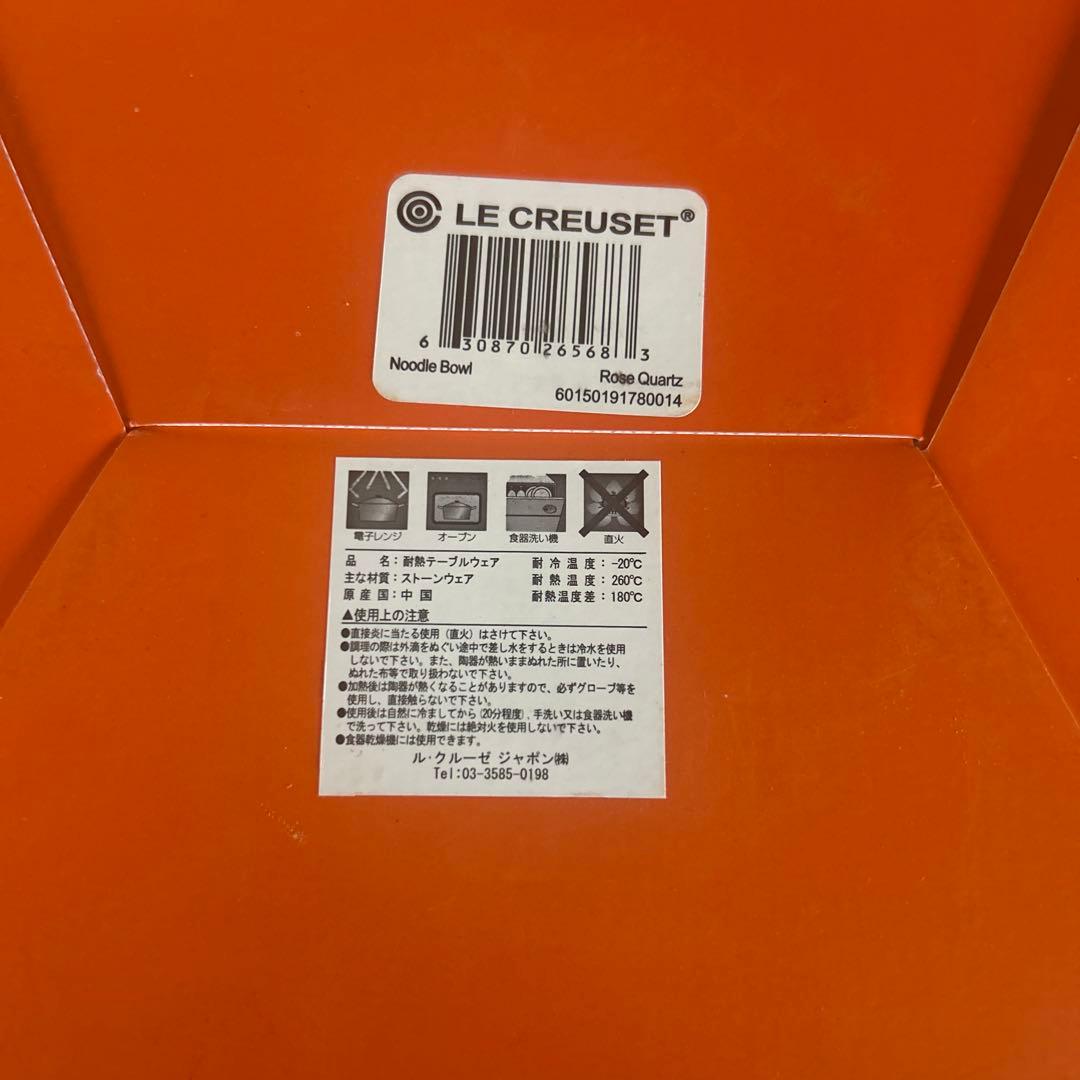 LE CREUSET®
6 30870 26568 3
Noodle Bowl
Rose Quartz
60150191780014
電子レンジ オーブン 食器洗い機 直火
品 名：耐熱テーブルウェア 耐冷温度：-20℃
主な材質：ストーンウェア 耐熱温度：260℃
原産国：中国 耐熱温度差：180℃
▲使用上の注意
●直接炎に当たる使用（直火）はさけて下さい。
●調理の際は外滴をぬぐい途中で差し水をするときは冷水を使用
しないで下さい。また、陶器が熱いままぬれた所に置いたり、
ぬれた布等で取り扱わないで下さい。
●加熱後は陶器が熱くなることがありますので、必ずグローブ等を
使用し、直接触らないで下さい。
●使用後は自然に冷ましてから（20分程度）,手洗い又は食器洗い機
で洗って下さい。乾燥には絶対火を使用しないで下さい。
●食器乾燥機には使用できます。
ル・クルーゼ ジャポン㈱
Tel:03-3585-0198